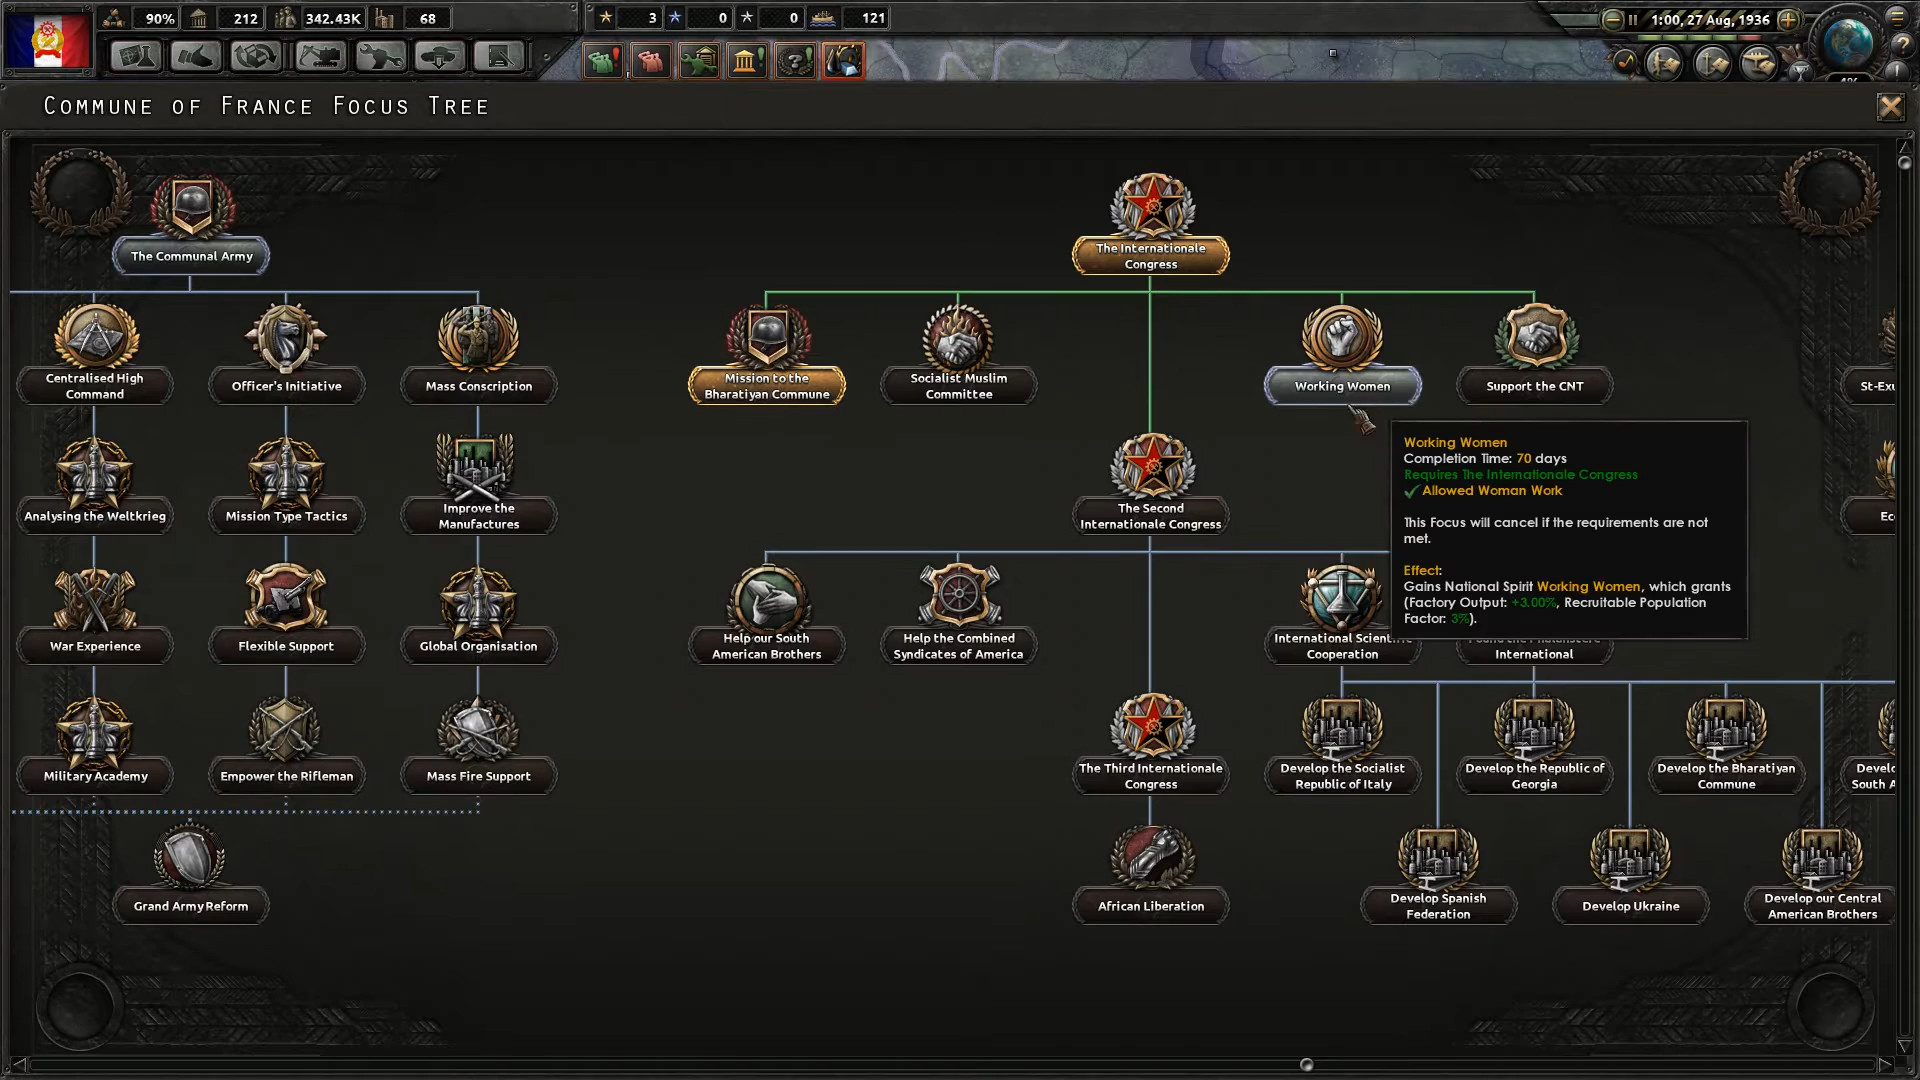 90%
212
342.43K
68
3
0
0
121
1:00, 27 Aug, 1936
4%
Commune of France Focus Tree
The Communal Army
The Internationale
Congress
Centralised High
Command
Officer's Initiative
Mass Conscription
Mission to the
Bharatiyan Commune
Socialist Muslim
Committee
Working Women
Support the CNT
St-Exu
Analysing the Weltkrieg
Mission Type Tactics
Improve the
Manufactures
The Second
Internationale Congress
Ec
Working Women
Completion Time: 70 days
Requires The Internationale Congress
Allowed Woman Work
This Focus will cancel if the requirements are not
met.
Effect:
Gains National Spirit Working Women, which grants
(Factory Output: +3.00%, Recruitable Population
Factor: 3%).
War Experience
Flexible Support
Global Organisation
Help our South
American Brothers
Help the Combined
Syndicates of America
International Scienti
Cooperation
International
Military Academy
Empower the Rifleman
Mass Fire Support
The Third Internationale
Congress
Develop the Socialist
Republic of Italy
Develop the Republic of
Georgia
Develop the Bharatiyan
Commune
Develo
South A
Grand Army Reform
African Liberation
Develop Spanish
Federation
Develop Ukraine
Develop our Central
American Brothers